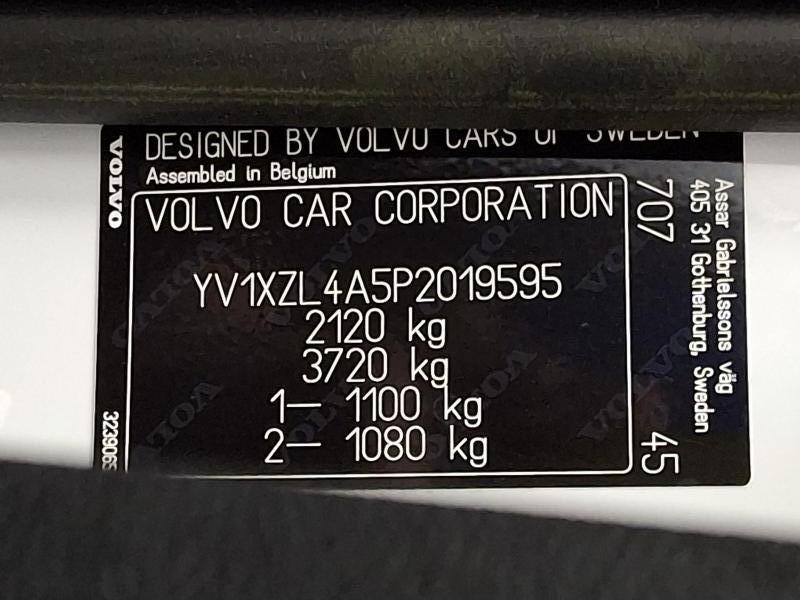 VOLVO
DESIGNED BY VOLVO CARS OF SWEDEN
Assembled in Belgium
VOLVO CAR CORPORATION
YV1XZL4A5P2019595
2120 kg
3720 kg
1– 1100 kg
2– 1080 kg
707
45
Assar Gabrielssons väg
405 31 Gothenburg, Sweden